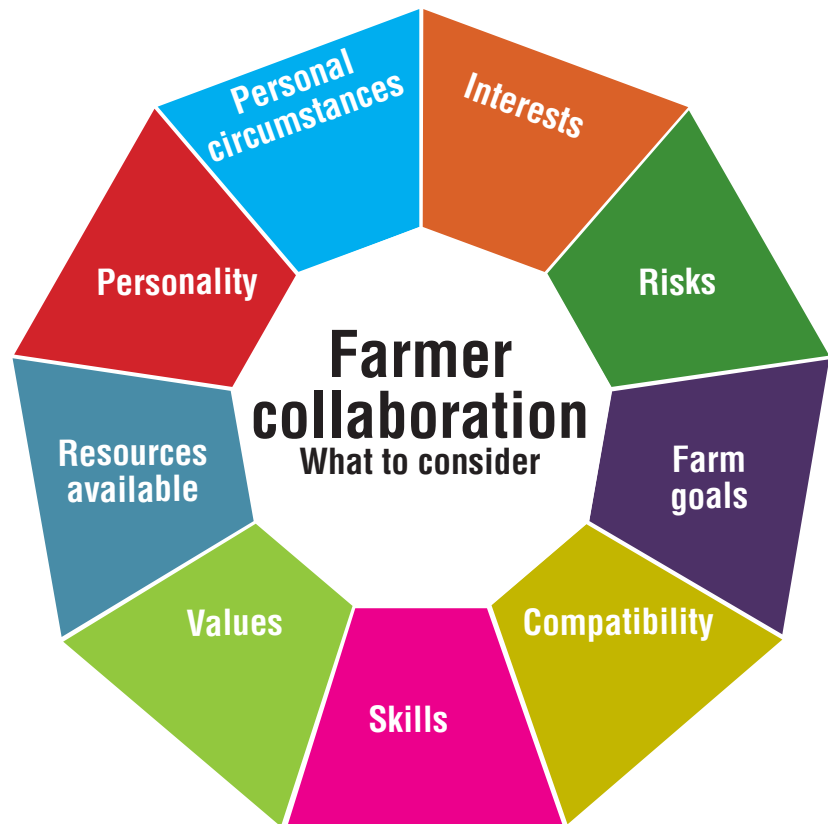 Farmer
collaboration
What to consider
Personal
circumstances
Interests
Risks
Farm
goals
Compatibility
Skills
Values
Resources
available
Personality